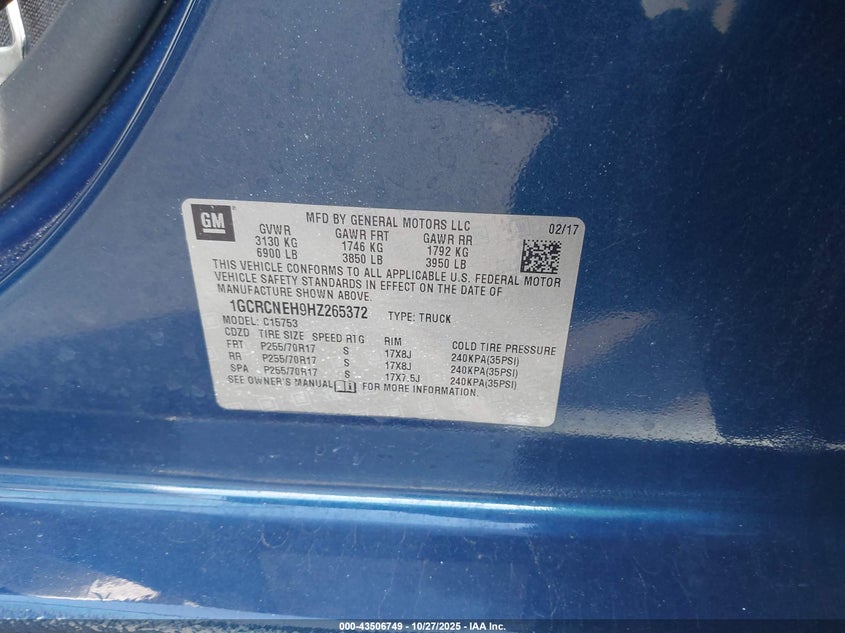 GM
MFD BY GENERAL MOTORS LLC 02/17
GVWR GAWR FRT GAWR RR
3130 KG 1746 KG 1792 KG
6900 LB 3850 LB 3950 LB
THIS VEHICLE CONFORMS TO ALL APPLICABLE U.S. FEDERAL MOTOR
VEHICLE SAFETY STANDARDS IN EFFECT ON THE DATE OF
MANUFACTURE SHOWN ABOVE.
1GCRCNEH9HZ265372 TYPE: TRUCK
MODEL: C15753
CDZD TIRE SIZE SPEED RTG RIM COLD TIRE PRESSURE
FRT P255/70R17 S 17X8J 240KPA(35PSI)
RR P255/70R17 S 17X8J 240KPA(35PSI)
SPA P255/70R17 S 17X7.5J 240KPA(35PSI)
SEE OWNER'S MANUAL FOR MORE INFORMATION.
000-43506749 | 10/27/2025 - IAA Inc.